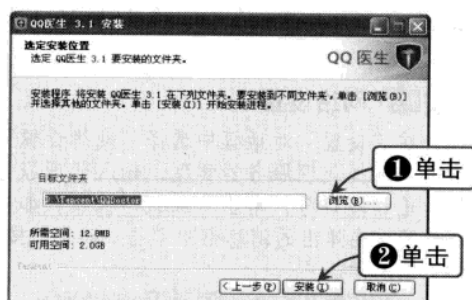 QQ医生 3.1 安装
选定安装位置
选定 QQ医生 3.1 要安装的文件夹。
QQ 医生
安装程序 将安装 QQ医生 3.1 在下列文件夹。要安装到不同文件夹，单击 [浏览(B)]
并选择其他的文件夹。单击 [安装(I)] 开始安装进程。
❶单击
目标文件夹
D:\Tencent\QQDoctor
浏览(B)...
所需空间: 12.8MB
可用空间: 2.0GB
❷单击
<上一步(P)
安装(I)
取消(C)